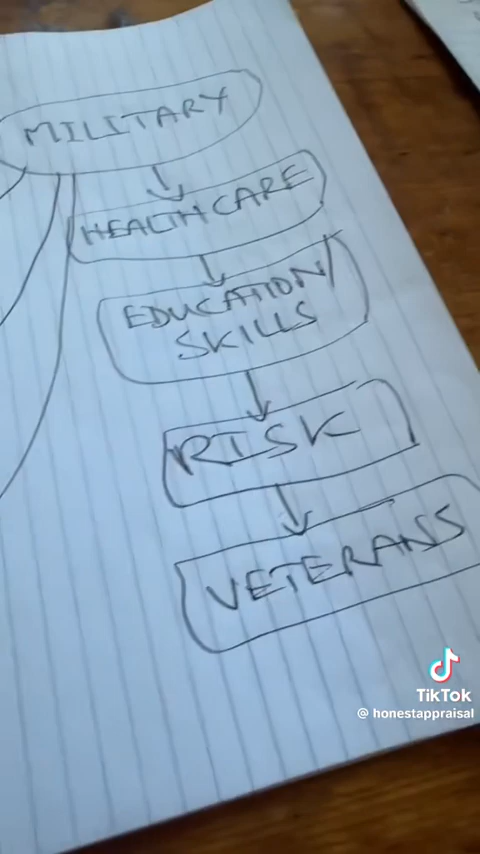 MILITARY
HEALTHCARE
EDUCATION/
SKILLS
RISK
VETERANS
TikTok
@ honestappraisal